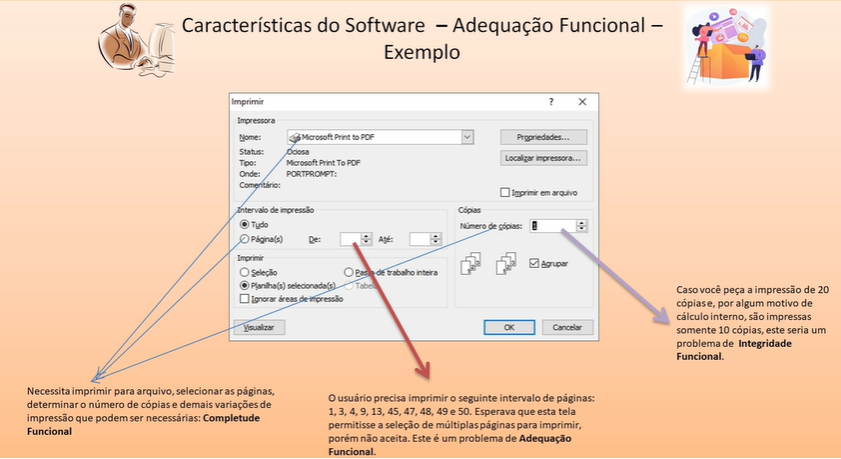 Características do Software – Adequação Funcional –
Exemplo
Imprimir
? ×
Impressora
Nome: Microsoft Print to PDF
Propriedades...
Status: Ociosa
Tipo: Microsoft Print To PDF
Localizar impressora...
Onde: PORTPROMPT:
Comentário:
Imprimir em arquivo
Intervalo de impressão
Tudo
Página(s) De: Até:
Cópias
Número de cópias: 1
Agrupar
Imprimir
Seleção
Pasta de trabalho inteira
Planilha(s) selecionada(s)
Tabela
Ignorar áreas de impressão
Visualizar
OK
Cancelar
Caso você peça a impressão de 20
cópias e, por algum motivo de
cálculo interno, são impressas
somente 10 cópias, este seria um
problema de Integridade
Funcional.
Necessita imprimir para arquivo, selecionar as páginas,
determinar o número de cópias e demais variações de
impressão que podem ser necessárias: Completude
Funcional
O usuário precisa imprimir o seguinte intervalo de páginas:
1, 3, 4, 9, 13, 45, 47, 48, 49 e 50. Esperava que esta tela
permitisse a seleção de múltiplas páginas para imprimir,
porém não aceita. Este é um problema de Adequação
Funcional.